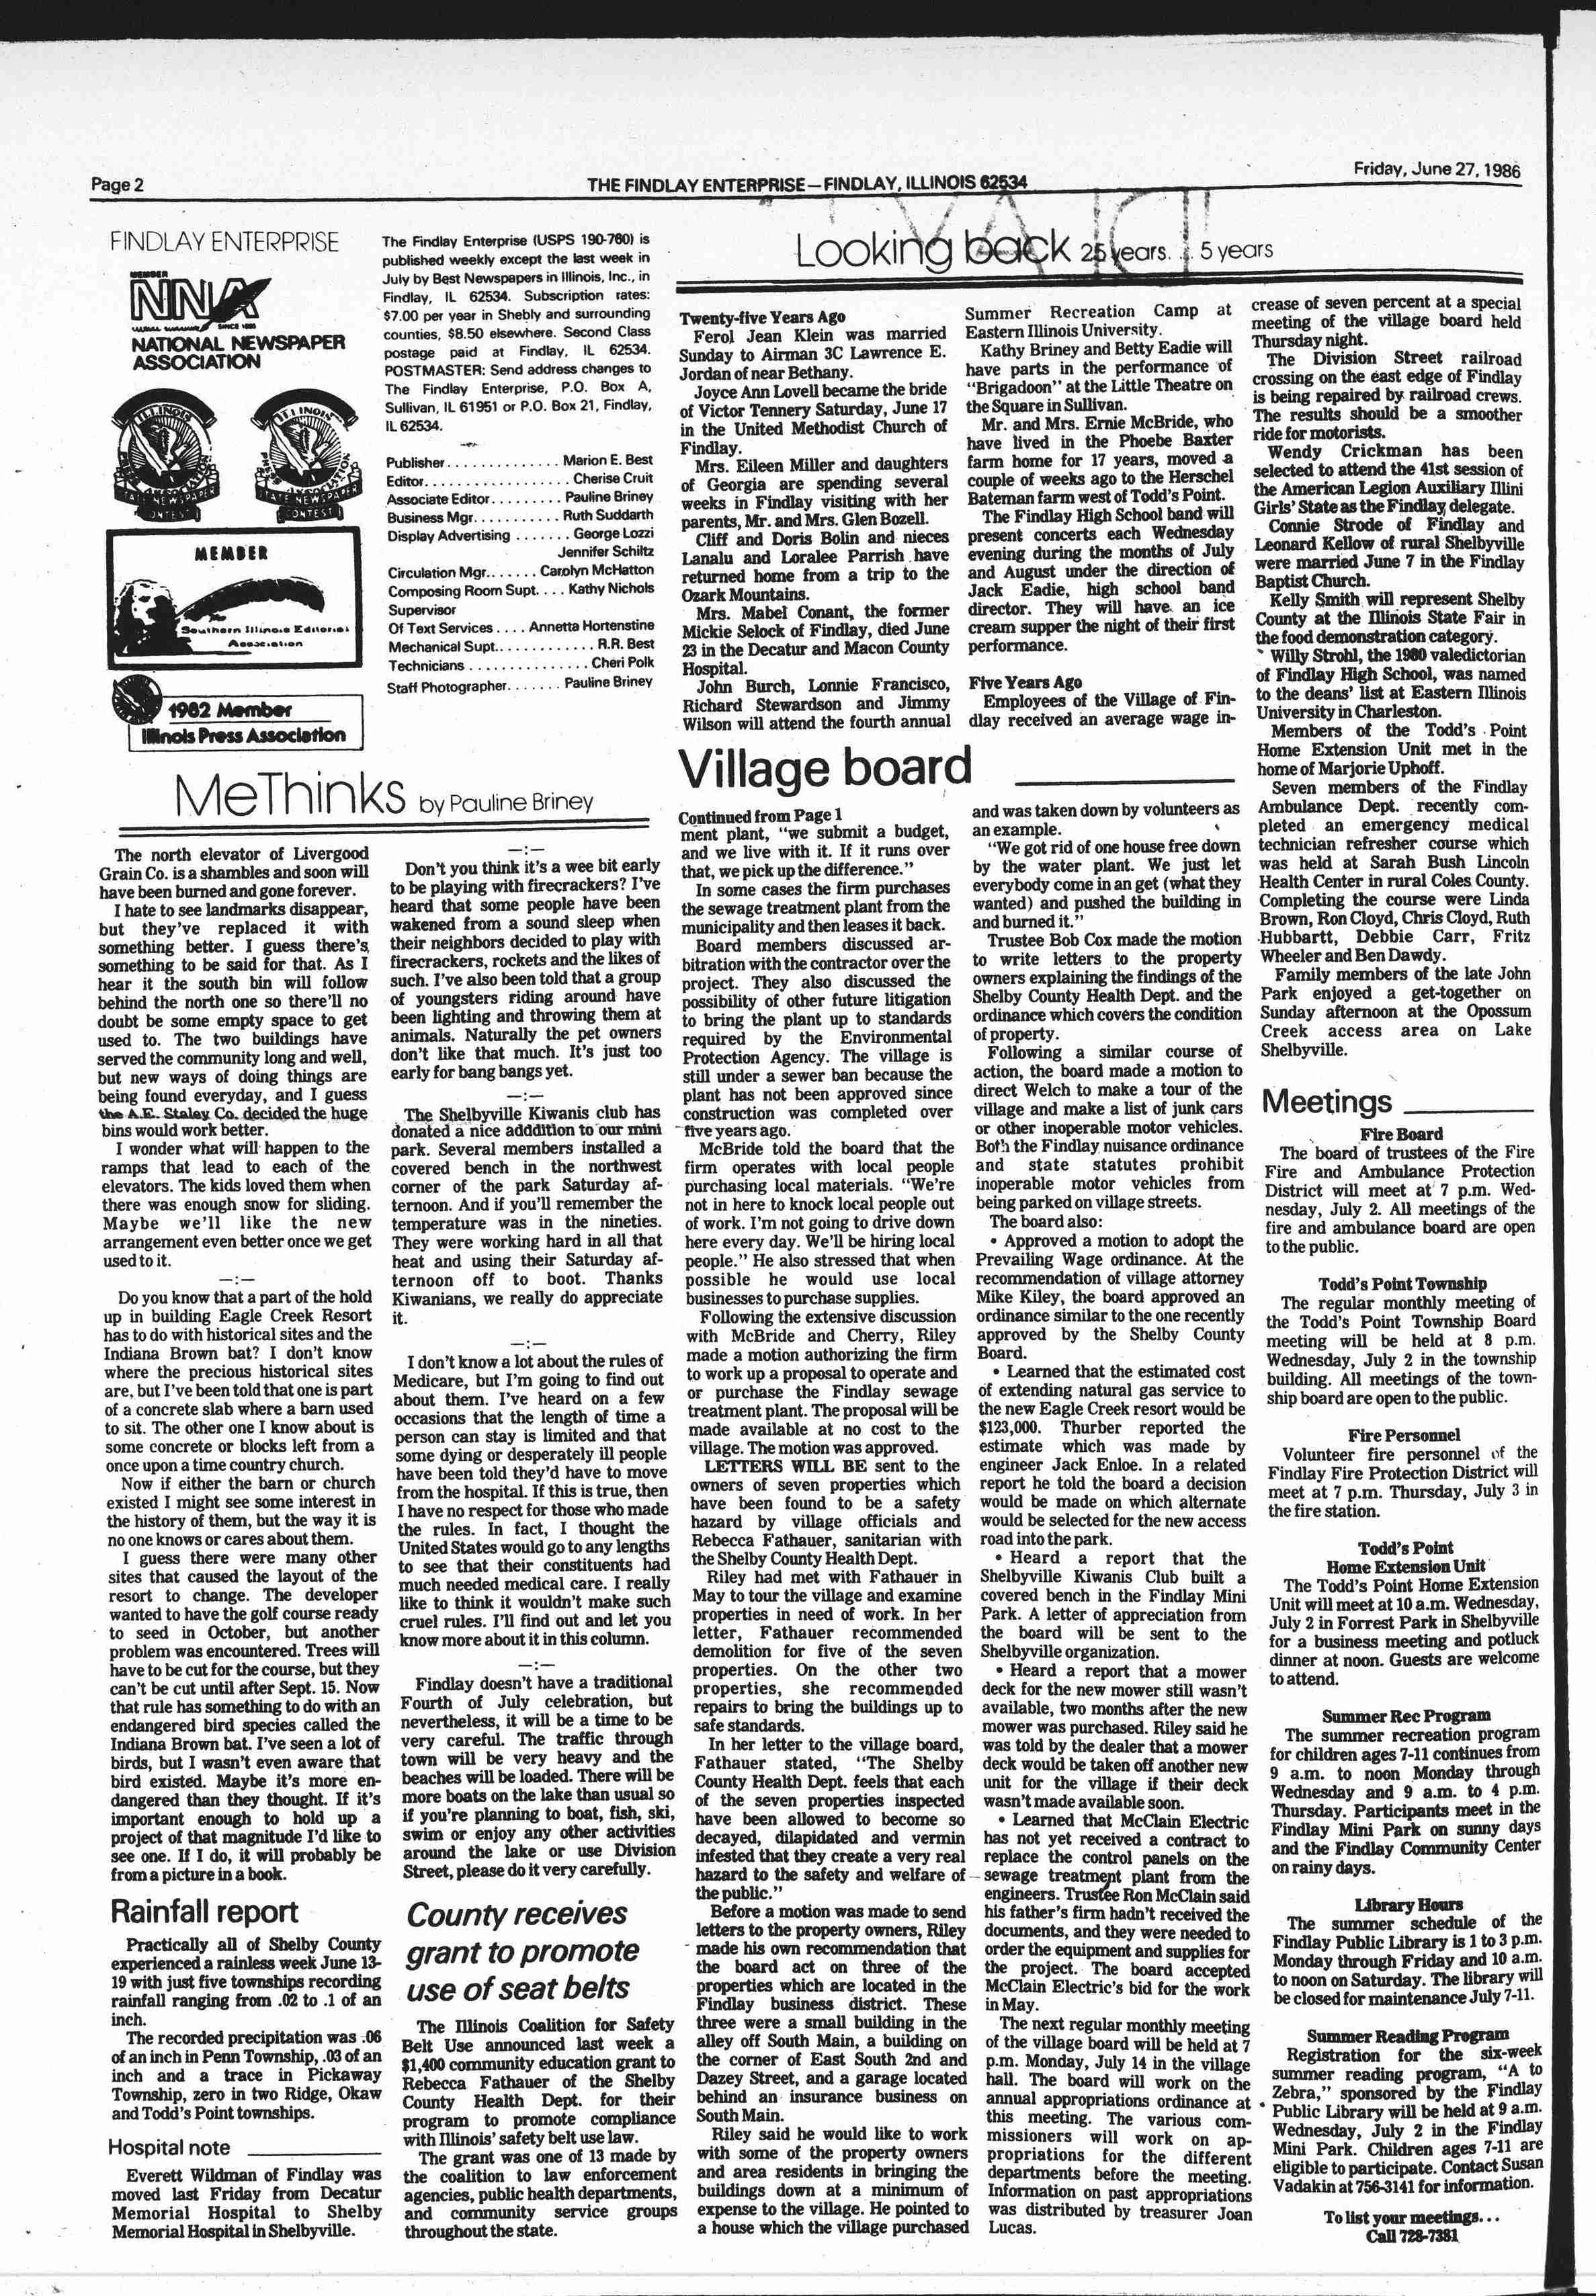 Page 2
THE FINDLAY ENTERPRISE—FINDLAY, ILLINOIS 62534
Friday, June 27, 1986
FINDLAY ENTERPRISE
MEMBER
NNA
SINCE 1885
NATIONAL NEWSPAPER
ASSOCIATION
ILLINOIS
ILLINOIS
STATE NEWSPAPER
STATE NEWSPAPER
CONTEST
CONTEST
MEMBER
Southern Illinois Editorial
Association
1982 Member
Illinois Press Association
The Findlay Enterprise (USPS 190-760) is
published weekly except the last week in
July by Best Newspapers in Illinois, Inc., in
Findlay, IL 62534. Subscription rates:
$7.00 per year in Shebly and surrounding
counties, $8.50 elsewhere. Second Class
postage paid at Findlay, IL 62534.
POSTMASTER: Send address changes to
The Findlay Enterprise, P.O. Box A,
Sullivan, IL 61951 or P.O. Box 21, Findlay,
IL 62534.
Publisher.............. Marion E. Best
Editor.................. Cherise Cruit
Associate Editor......... Pauline Briney
Business Mgr........... Ruth Suddarth
Display Advertising ....... George Lozzi
Jennifer Schiltz
Circulation Mgr....... Carolyn McHatton
Composing Room Supt.... Kathy Nichols
Supervisor
Of Text Services .... Annetta Hortenstine
Mechanical Supt............. R.R. Best
Technicians ............... Cheri Polk
Staff Photographer....... Pauline Briney
MeThinks by Pauline Briney
The north elevator of Livergood
Grain Co. is a shambles and soon will
have been burned and gone forever.
I hate to see landmarks disappear,
but they've replaced it with
something better. I guess there's
something to be said for that. As I
hear it the south bin will follow
behind the north one so there'll no
doubt be some empty space to get
used to. The two buildings have
served the community long and well,
but new ways of doing things are
being found everyday, and I guess
the A.E. Staley Co. decided the huge
bins would work better.
I wonder what will happen to the
ramps that lead to each of the
elevators. The kids loved them when
there was enough snow for sliding.
Maybe we'll like the new
arrangement even better once we get
used to it.
—:—
Do you know that a part of the hold
up in building Eagle Creek Resort
has to do with historical sites and the
Indiana Brown bat? I don't know
where the precious historical sites
are, but I've been told that one is part
of a concrete slab where a barn used
to sit. The other one I know about is
some concrete or blocks left from a
once upon a time country church.
Now if either the barn or church
existed I might see some interest in
the history of them, but the way it is
no one knows or cares about them.
I guess there were many other
sites that caused the layout of the
resort to change. The developer
wanted to have the golf course ready
to seed in October, but another
problem was encountered. Trees will
have to be cut for the course, but they
can't be cut until after Sept. 15. Now
that rule has something to do with an
endangered bird species called the
Indiana Brown bat. I've seen a lot of
birds, but I wasn't even aware that
bird existed. Maybe it's more en-
dangered than they thought. If it's
important enough to hold up a
project of that magnitude I'd like to
see one. If I do, it will probably be
from a picture in a book.
—:—
Don't you think it's a wee bit early
to be playing with firecrackers? I've
heard that some people have been
wakened from a sound sleep when
their neighbors decided to play with
firecrackers, rockets and the likes of
such. I've also been told that a group
of youngsters riding around have
been lighting and throwing them at
animals. Naturally the pet owners
don't like that much. It's just too
early for bang bangs yet.
—:—
The Shelbyville Kiwanis club has
donated a nice adddition to our mini
park. Several members installed a
covered bench in the northwest
corner of the park Saturday af-
ternoon. And if you'll remember the
temperature was in the nineties.
They were working hard in all that
heat and using their Saturday af-
ternoon off to boot. Thanks
Kiwanians, we really do appreciate
it.
—:—
I don't know a lot about the rules of
Medicare, but I'm going to find out
about them. I've heard on a few
occasions that the length of time a
person can stay is limited and that
some dying or desperately ill people
have been told they'd have to move
from the hospital. If this is true, then
I have no respect for those who made
the rules. In fact, I thought the
United States would go to any lengths
to see that their constituents had
much needed medical care. I really
like to think it wouldn't make such
cruel rules. I'll find out and let you
know more about it in this column.
—:—
Findlay doesn't have a traditional
Fourth of July celebration, but
nevertheless, it will be a time to be
very careful. The traffic through
town will be very heavy and the
beaches will be loaded. There will be
more boats on the lake than usual so
if you're planning to boat, fish, ski,
swim or enjoy any other activities
around the lake or use Division
Street, please do it very carefully.
Rainfall report
Practically all of Shelby County
experienced a rainless week June 13-
19 with just five townships recording
rainfall ranging from .02 to .1 of an
inch.
The recorded precipitation was .06
of an inch in Penn Township, .03 of an
inch and a trace in Pickaway
Township, zero in two Ridge, Okaw
and Todd's Point townships.
Hospital note
Everett Wildman of Findlay was
moved last Friday from Decatur
Memorial Hospital to Shelby
Memorial Hospital in Shelbyville.
County receives
grant to promote
use of seat belts
The Illinois Coalition for Safety
Belt Use announced last week a
$1,400 community education grant to
Rebecca Fathauer of the Shelby
County Health Dept. for their
program to promote compliance
with Illinois' safety belt use law.
The grant was one of 13 made by
the coalition to law enforcement
agencies, public health departments,
and community service groups
throughout the state.
Looking back 25 years. . . 5 years
Twenty-five Years Ago
Ferol Jean Klein was married
Sunday to Airman 3C Lawrence E.
Jordan of near Bethany.
Joyce Ann Lovell became the bride
of Victor Tennery Saturday, June 17
in the United Methodist Church of
Findlay.
Mrs. Eileen Miller and daughters
of Georgia are spending several
weeks in Findlay visiting with her
parents, Mr. and Mrs. Glen Bozell.
Cliff and Doris Bolin and nieces
Lanalu and Loralee Parrish have
returned home from a trip to the
Ozark Mountains.
Mrs. Mabel Conant, the former
Mickie Selock of Findlay, died June
23 in the Decatur and Macon County
Hospital.
John Burch, Lonnie Francisco,
Richard Stewardson and Jimmy
Wilson will attend the fourth annual
Summer Recreation Camp at
Eastern Illinois University.
Kathy Briney and Betty Eadie will
have parts in the performance of
"Brigadoon" at the Little Theatre on
the Square in Sullivan.
Mr. and Mrs. Ernie McBride, who
have lived in the Phoebe Baxter
farm home for 17 years, moved a
couple of weeks ago to the Herschel
Bateman farm west of Todd's Point.
The Findlay High School band will
present concerts each Wednesday
evening during the months of July
and August under the direction of
Jack Eadie, high school band
director. They will have an ice
cream supper the night of their first
performance.
Five Years Ago
Employees of the Village of Fin-
dlay received an average wage in-
crease of seven percent at a special
meeting of the village board held
Thursday night.
The Division Street railroad
crossing on the east edge of Findlay
is being repaired by railroad crews.
The results should be a smoother
ride for motorists.
Wendy Crickman has been
selected to attend the 41st session of
the American Legion Auxiliary Illini
Girls' State as the Findlay delegate.
Connie Strode of Findlay and
Leonard Kellow of rural Shelbyville
were married June 7 in the Findlay
Baptist Church.
Kelly Smith will represent Shelby
County at the Illinois State Fair in
the food demonstration category.
Willy Strohl, the 1980 valedictorian
of Findlay High School, was named
to the deans' list at Eastern Illinois
University in Charleston.
Members of the Todd's Point
Home Extension Unit met in the
home of Marjorie Uphoff.
Seven members of the Findlay
Ambulance Dept. recently com-
pleted an emergency medical
technician refresher course which
was held at Sarah Bush Lincoln
Health Center in rural Coles County.
Completing the course were Linda
Brown, Ron Cloyd, Chris Cloyd, Ruth
Hubbartt, Debbie Carr, Fritz
Wheeler and Ben Dawdy.
Family members of the late John
Park enjoyed a get-together on
Sunday afternoon at the Opossum
Creek access area on Lake
Shelbyville.
Village board
Continued from Page 1
ment plant, "we submit a budget,
and we live with it. If it runs over
that, we pick up the difference."
In some cases the firm purchases
the sewage treatment plant from the
municipality and then leases it back.
Board members discussed ar-
bitration with the contractor over the
project. They also discussed the
possibility of other future litigation
to bring the plant up to standards
required by the Environmental
Protection Agency. The village is
still under a sewer ban because the
plant has not been approved since
construction was completed over
five years ago.
McBride told the board that the
firm operates with local people
purchasing local materials. "We're
not in here to knock local people out
of work. I'm not going to drive down
here every day. We'll be hiring local
people." He also stressed that when
possible he would use local
businesses to purchase supplies.
Following the extensive discussion
with McBride and Cherry, Riley
made a motion authorizing the firm
to work up a proposal to operate and
or purchase the Findlay sewage
treatment plant. The proposal will be
made available at no cost to the
village. The motion was approved.
LETTERS WILL BE sent to the
owners of seven properties which
have been found to be a safety
hazard by village officials and
Rebecca Fathauer, sanitarian with
the Shelby County Health Dept.
Riley had met with Fathauer in
May to tour the village and examine
properties in need of work. In her
letter, Fathauer recommended
demolition for five of the seven
properties. On the other two
properties, she recommended
repairs to bring the buildings up to
safe standards.
In her letter to the village board,
Fathauer stated, "The Shelby
County Health Dept. feels that each
of the seven properties inspected
have been allowed to become so
decayed, dilapidated and vermin
infested that they create a very real
hazard to the safety and welfare of
the public."
Before a motion was made to send
letters to the property owners, Riley
made his own recommendation that
the board act on three of the
properties which are located in the
Findlay business district. These
three were a small building in the
alley off South Main, a building on
the corner of East South 2nd and
Dazey Street, and a garage located
behind an insurance business on
South Main.
Riley said he would like to work
with some of the property owners
and area residents in bringing the
buildings down at a minimum of
expense to the village. He pointed to
a house which the village purchased
and was taken down by volunteers as
an example.
"We got rid of one house free down
by the water plant. We just let
everybody come in an get (what they
wanted) and pushed the building in
and burned it."
Trustee Bob Cox made the motion
to write letters to the property
owners explaining the findings of the
Shelby County Health Dept. and the
ordinance which covers the condition
of property.
Following a similar course of
action, the board made a motion to
direct Welch to make a tour of the
village and make a list of junk cars
or other inoperable motor vehicles.
Both the Findlay nuisance ordinance
and state statutes prohibit
inoperable motor vehicles from
being parked on village streets.
The board also:
• Approved a motion to adopt the
Prevailing Wage ordinance. At the
recommendation of village attorney
Mike Kiley, the board approved an
ordinance similar to the one recently
approved by the Shelby County
Board.
• Learned that the estimated cost
of extending natural gas service to
the new Eagle Creek resort would be
$123,000. Thurber reported the
estimate which was made by
engineer Jack Enloe. In a related
report he told the board a decision
would be made on which alternate
would be selected for the new access
road into the park.
• Heard a report that the
Shelbyville Kiwanis Club built a
covered bench in the Findlay Mini
Park. A letter of appreciation from
the board will be sent to the
Shelbyville organization.
• Heard a report that a mower
deck for the new mower still wasn't
available, two months after the new
mower was purchased. Riley said he
was told by the dealer that a mower
deck would be taken off another new
unit for the village if their deck
wasn't made available soon.
• Learned that McClain Electric
has not yet received a contract to
replace the control panels on the
sewage treatment plant from the
engineers. Trustee Ron McClain said
his father's firm hadn't received the
documents, and they were needed to
order the equipment and supplies for
the project. The board accepted
McClain Electric's bid for the work
in May.
The next regular monthly meeting
of the village board will be held at 7
p.m. Monday, July 14 in the village
hall. The board will work on the
annual appropriations ordinance at
this meeting. The various com-
missioners will work on ap-
propriations for the different
departments before the meeting.
Information on past appropriations
was distributed by treasurer Joan
Lucas.
Meetings
Fire Board
The board of trustees of the Fire
Fire and Ambulance Protection
District will meet at 7 p.m. Wed-
nesday, July 2. All meetings of the
fire and ambulance board are open
to the public.
Todd's Point Township
The regular monthly meeting of
the Todd's Point Township Board
meeting will be held at 8 p.m.
Wednesday, July 2 in the township
building. All meetings of the town-
ship board are open to the public.
Fire Personnel
Volunteer fire personnel of the
Findlay Fire Protection District will
meet at 7 p.m. Thursday, July 3 in
the fire station.
Todd's Point
Home Extension Unit
The Todd's Point Home Extension
Unit will meet at 10 a.m. Wednesday,
July 2 in Forrest Park in Shelbyville
for a business meeting and potluck
dinner at noon. Guests are welcome
to attend.
Summer Rec Program
The summer recreation program
for children ages 7-11 continues from
9 a.m. to noon Monday through
Wednesday and 9 a.m. to 4 p.m.
Thursday. Participants meet in the
Findlay Mini Park on sunny days
and the Findlay Community Center
on rainy days.
Library Hours
The summer schedule of the
Findlay Public Library is 1 to 3 p.m.
Monday through Friday and 10 a.m.
to noon on Saturday. The library will
be closed for maintenance July 7-11.
Summer Reading Program
Registration for the six-week
summer reading program, "A to
Zebra," sponsored by the Findlay
Public Library will be held at 9 a.m.
Wednesday, July 2 in the Findlay
Mini Park. Children ages 7-11 are
eligible to participate. Contact Susan
Vadakin at 756-3141 for information.
To list your meetings...
Call 728-7381